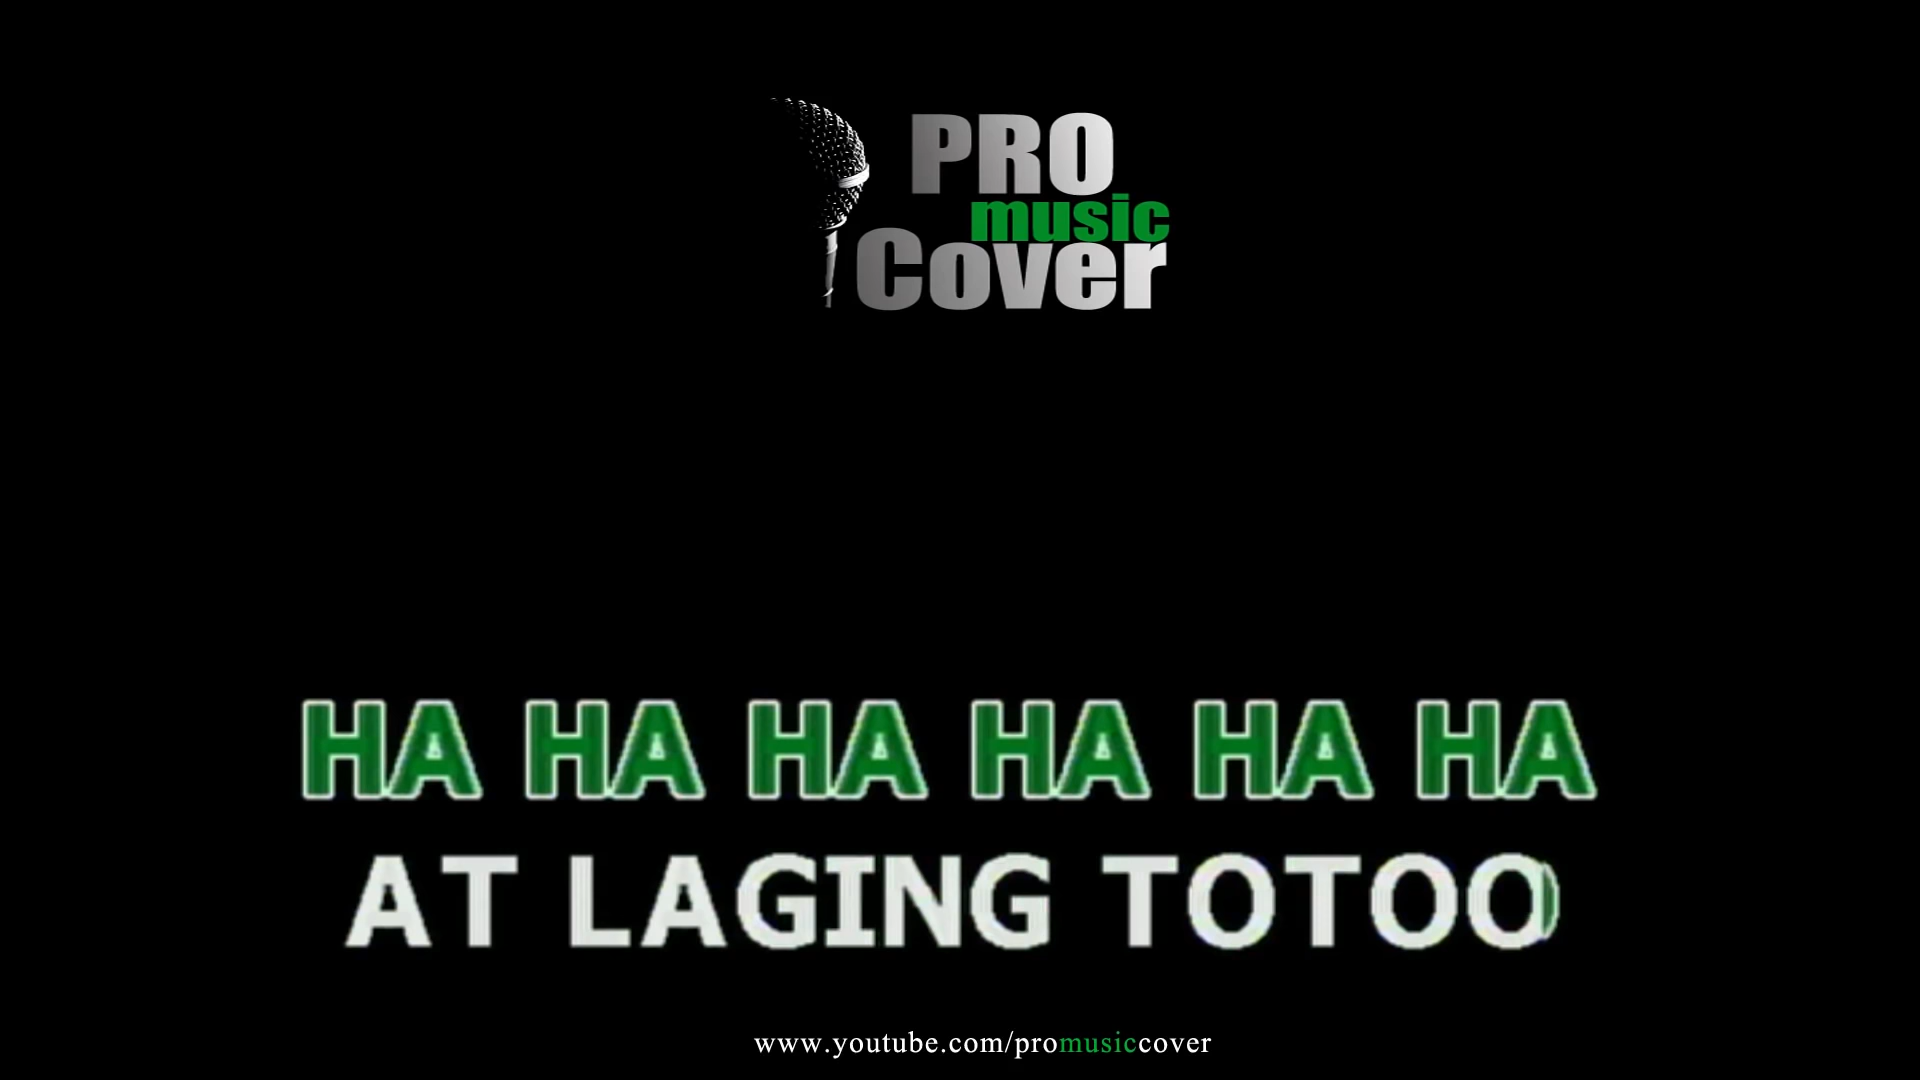 PRO
music
Cover
HA HA HA HA HA HA
AT LAGING TOTOO
www.youtube.com/promusiccover